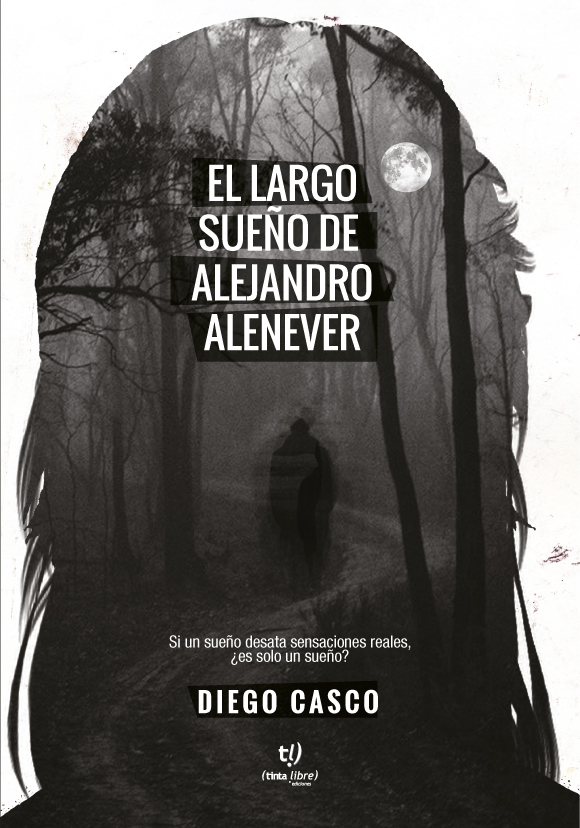 EL LARGO
SUEÑO DE
ALEJANDRO
ALENEVER
Si un sueño desata sensaciones reales,
¿es solo un sueño?
DIEGO CASCO
t!)
(tinta libre)
ediciones